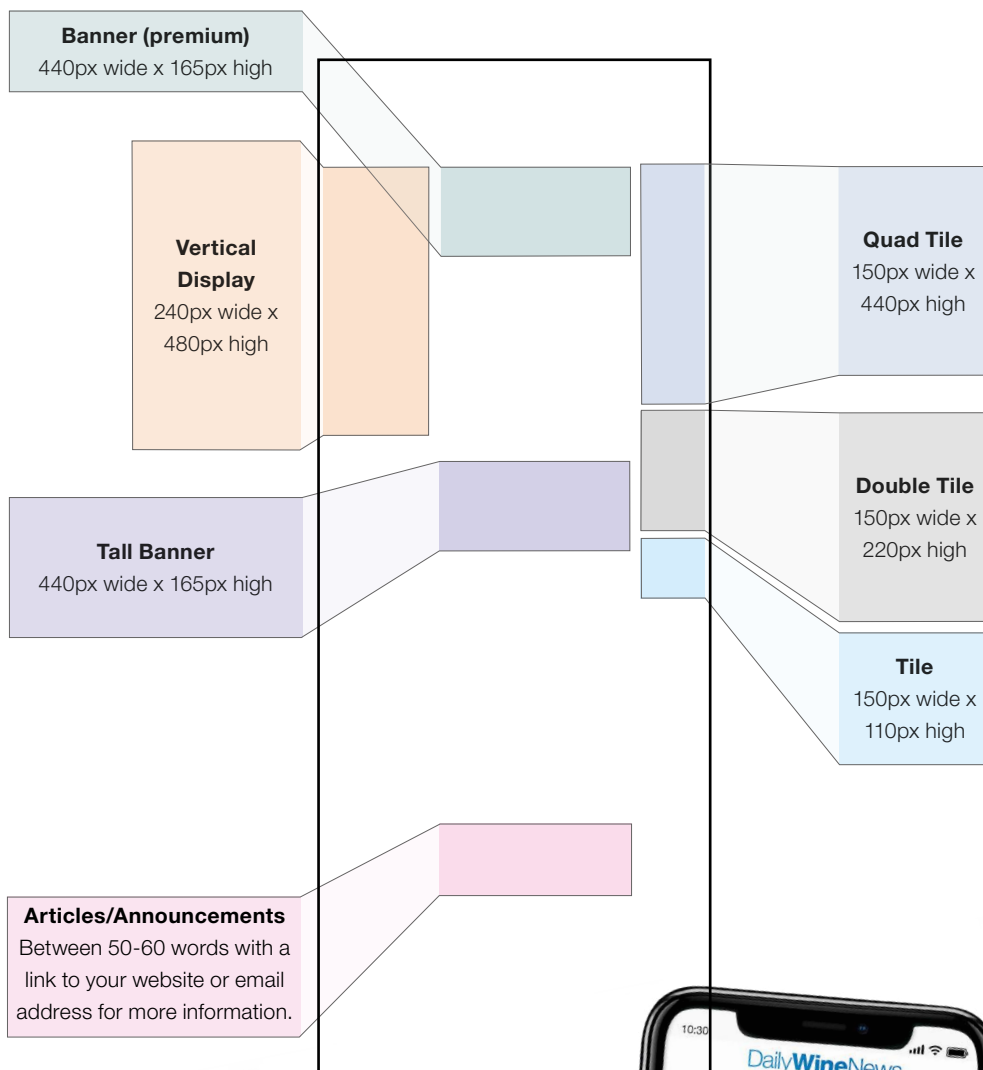 Banner (premium)
440px wide x 165px high
Vertical
Display
240px wide x
480px high
Quad Tile
150px wide x
440px high
Tall Banner
440px wide x 165px high
Double Tile
150px wide x
220px high
Tile
150px wide x
110px high
Articles/Announcements
Between 50-60 words with a
link to your website or email
address for more information.
10:30
DailyWineNews